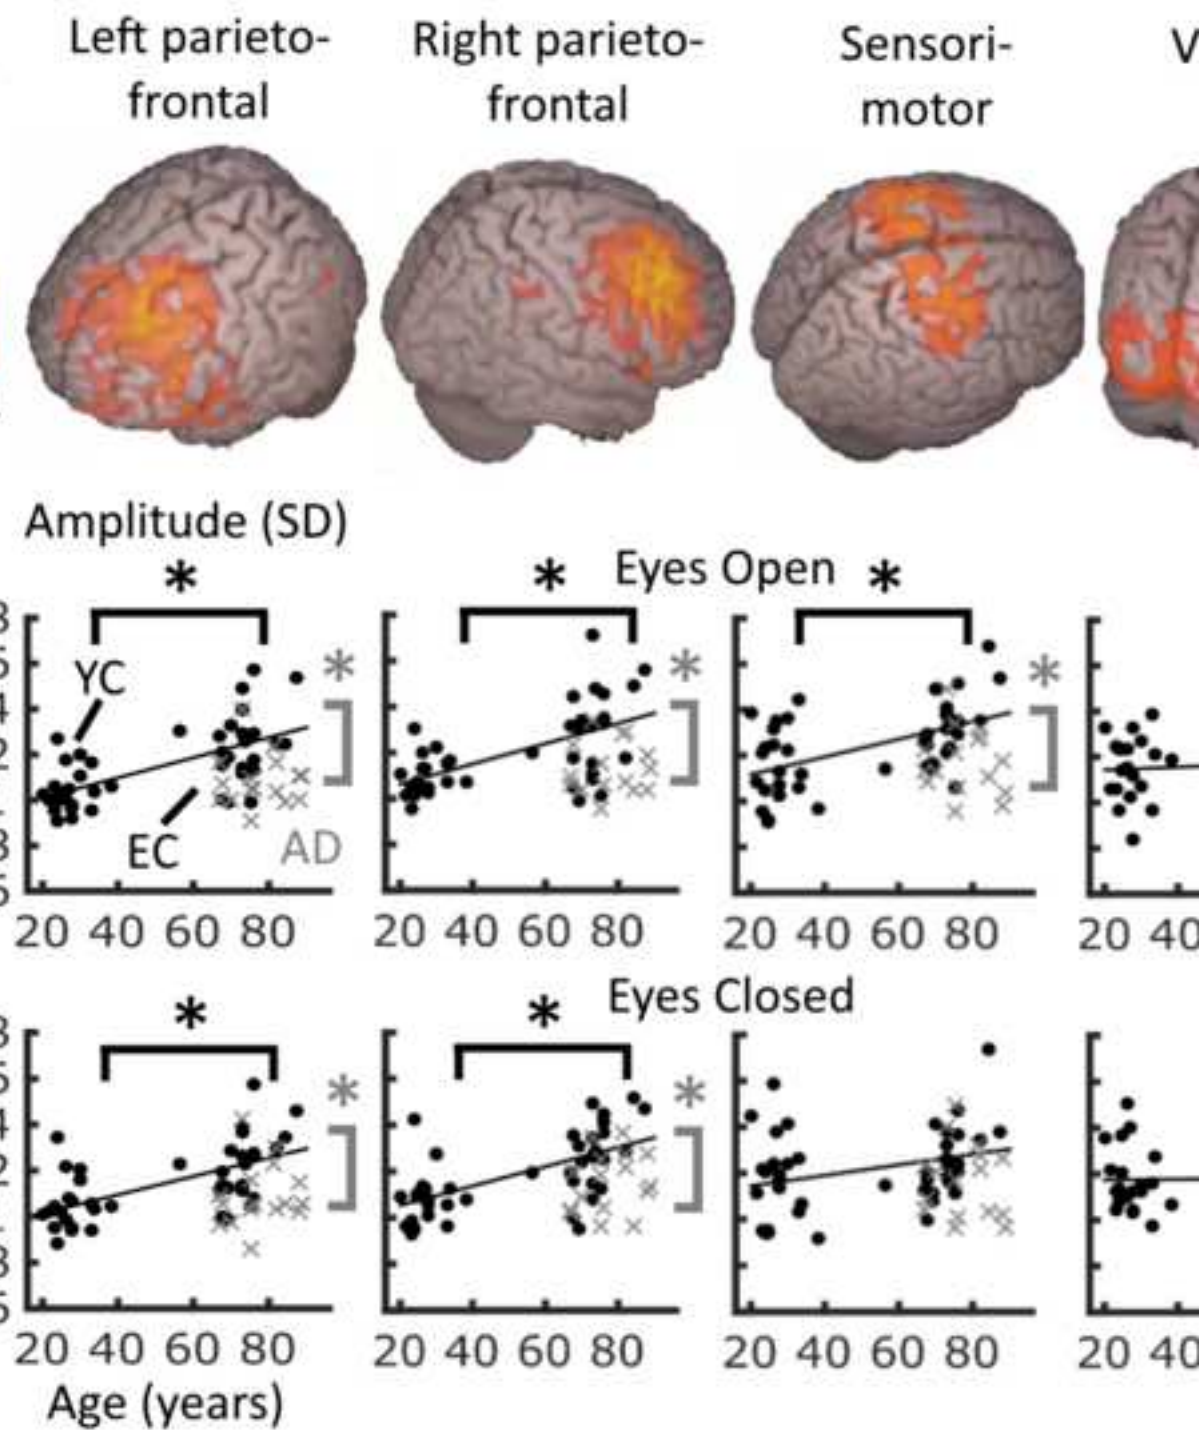 Left parieto-
frontal
Right parieto-
frontal
Sensori-
motor
V
Amplitude (SD)
* * Eyes Open *
* * *
YC
EC
AD
20 40 60 80
20 40 60 80
20 40 60 80
20 40
* * Eyes Closed
* *
20 40 60 80
20 40 60 80
20 40 60 80
20 40
Age (years)